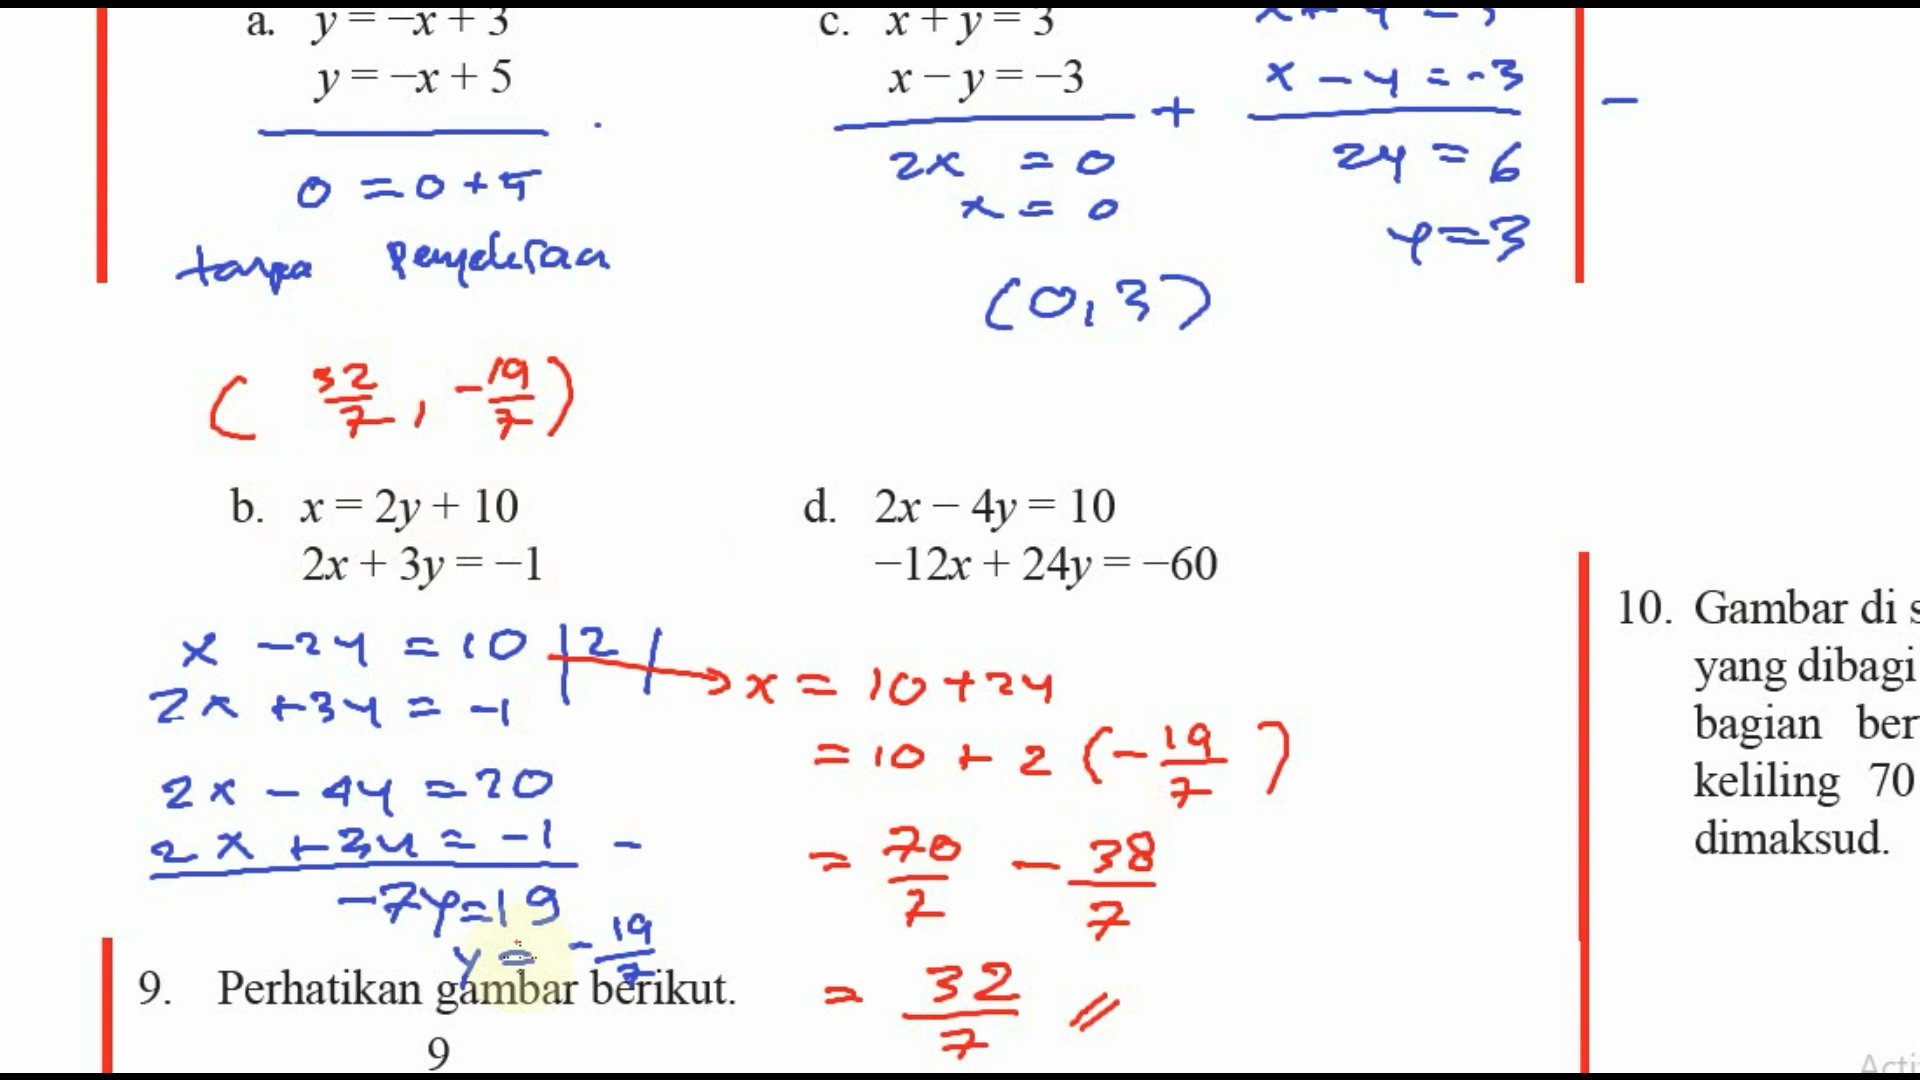 a. y = −x + 3
y = −x + 5
0 = 0 + 5
tanpa penyelesaian
c. x + y = 3
x − y = −3
2x = 0
x = 0
x − y = -3
2y = 6
y = 3
(0, 3)
(32/7, -19/7)
b. x = 2y + 10
2x + 3y = −1
x − 2y = 10 | 2 |
2x + 3y = -1
2x − 4y = 20
2x + 3y = -1
-7y = 19
y = -19/7
d. 2x − 4y = 10
−12x + 24y = −60
x = 10 + 2y
= 10 + 2 (-19/7)
= 70/7 − 38/7
= 32/7 //
9. Perhatikan gambar berikut.
9
10. Gambar di s
yang dibagi
bagian ber
keliling 70
dimaksud.
Acti